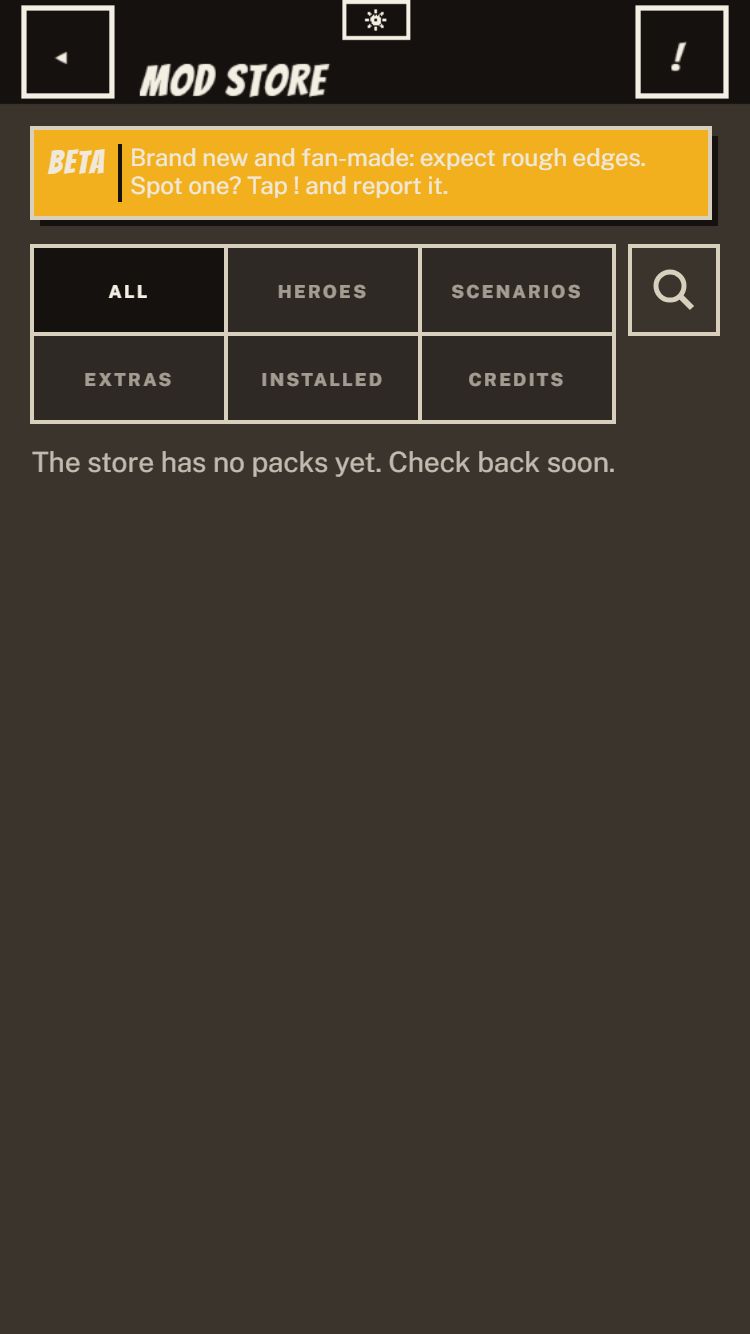 MOD STORE
!
BETA
Brand new and fan-made: expect rough edges.
Spot one? Tap ! and report it.
ALL
HEROES
SCENARIOS
EXTRAS
INSTALLED
CREDITS
The store has no packs yet. Check back soon.